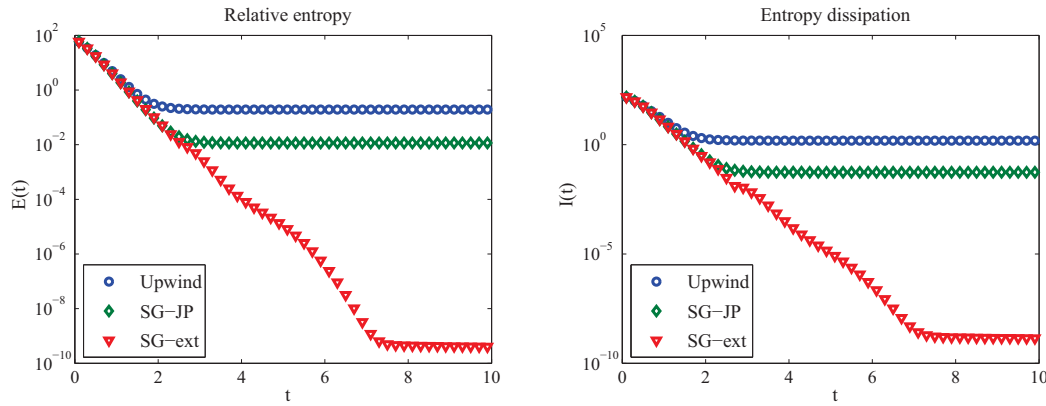 Relative entropy
E(t)
10^2
10^0
10^−2
10^−4
10^−6
10^−8
10^−10
Upwind
SG−JP
SG−ext
0 2 4 6 8 10
t
Entropy dissipation
I(t)
10^5
10^0
10^−5
10^−10
Upwind
SG−JP
SG−ext
0 2 4 6 8 10
t